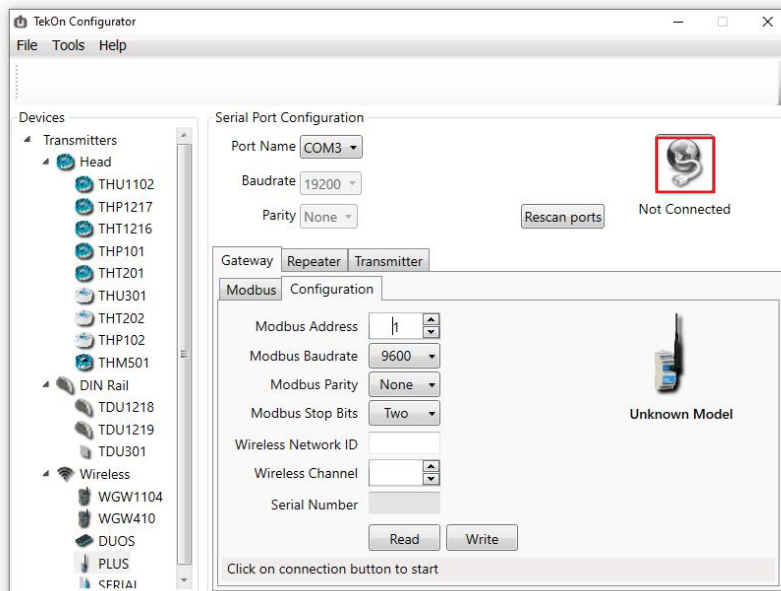 TekOn Configurator
File Tools Help
Devices
Transmitters
Head
THU1102
THP1217
THT1216
THP101
THT201
THU301
THT202
THP102
THM501
DIN Rail
TDU1218
TDU1219
TDU301
Wireless
WGW1104
WGW410
DUOS
PLUS
SERIAL
Serial Port Configuration
Port Name COM3
Baudrate 19200
Parity None
Rescan ports
Not Connected
Gateway Repeater Transmitter
Modbus Configuration
Modbus Address 1
Modbus Baudrate 9600
Modbus Parity None
Modbus Stop Bits Two
Wireless Network ID
Wireless Channel
Serial Number
Read Write
Unknown Model
Click on connection button to start